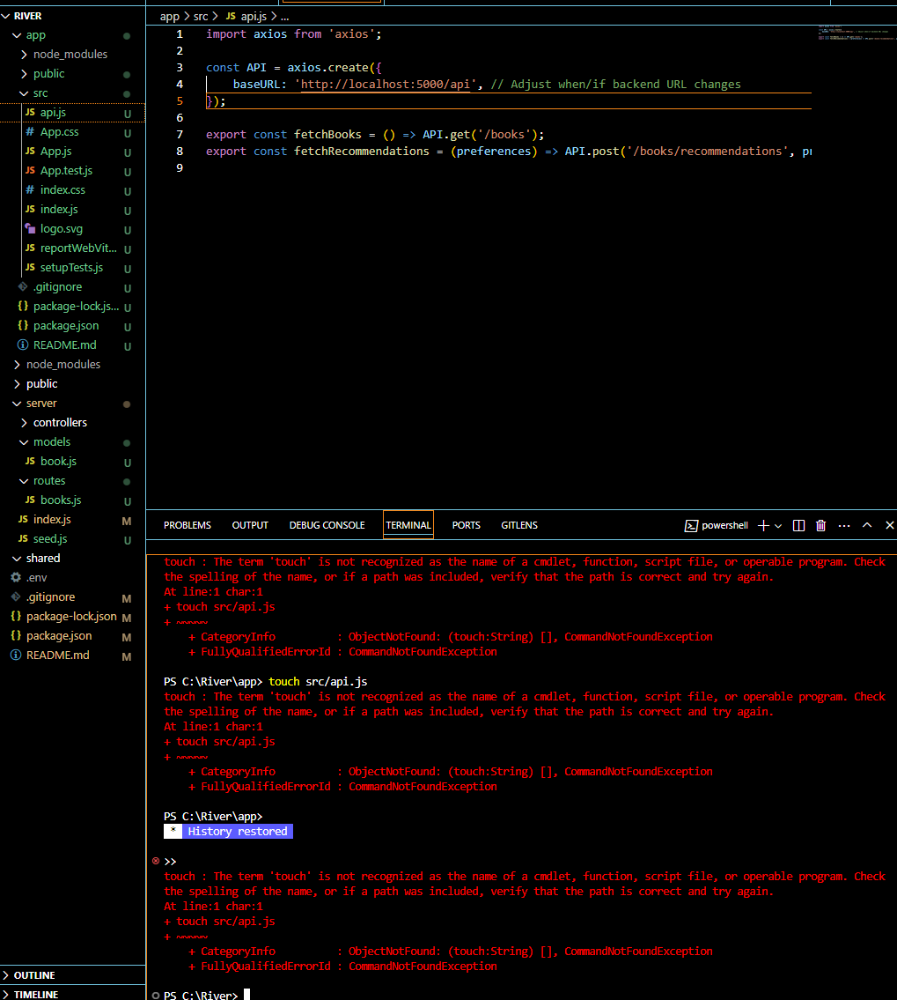 RIVER
app
node_modules
public
src
JS api.js U
# App.css U
JS App.js U
JS App.test.js U
# index.css U
JS index.js U
logo.svg U
JS reportWebVit... U
JS setupTests.js U
.gitignore U
{} package-lock.js... U
{} package.json U
README.md U
node_modules
public
server
controllers
models
JS book.js U
routes
JS books.js U
JS index.js M
JS seed.js U
shared
.env
.gitignore M
{} package-lock.json M
{} package.json M
README.md M
OUTLINE
TIMELINE
app > src > JS api.js > ...
1 import axios from 'axios';
2
3 const API = axios.create({
4 baseURL: 'http://localhost:5000/api', // Adjust when/if backend URL changes
5 });
6
7 export const fetchBooks = () => API.get('/books');
8 export const fetchRecommendations = (preferences) => API.post('/books/recommendations', pr
9
PROBLEMS OUTPUT DEBUG CONSOLE TERMINAL PORTS GITLENS powershell
touch : The term 'touch' is not recognized as the name of a cmdlet, function, script file, or operable program. Check
the spelling of the name, or if a path was included, verify that the path is correct and try again.
At line:1 char:1
+ touch src/api.js
+ ~~~~~
+ CategoryInfo : ObjectNotFound: (touch:String) [], CommandNotFoundException
+ FullyQualifiedErrorId : CommandNotFoundException
PS C:\River\app> touch src/api.js
touch : The term 'touch' is not recognized as the name of a cmdlet, function, script file, or operable program. Check
the spelling of the name, or if a path was included, verify that the path is correct and try again.
At line:1 char:1
+ touch src/api.js
+ ~~~~~
+ CategoryInfo : ObjectNotFound: (touch:String) [], CommandNotFoundException
+ FullyQualifiedErrorId : CommandNotFoundException
PS C:\River\app>
* History restored
>>
touch : The term 'touch' is not recognized as the name of a cmdlet, function, script file, or operable program. Check
the spelling of the name, or if a path was included, verify that the path is correct and try again.
At line:1 char:1
+ touch src/api.js
+ ~~~~~
+ CategoryInfo : ObjectNotFound: (touch:String) [], CommandNotFoundException
+ FullyQualifiedErrorId : CommandNotFoundException
PS C:\River>